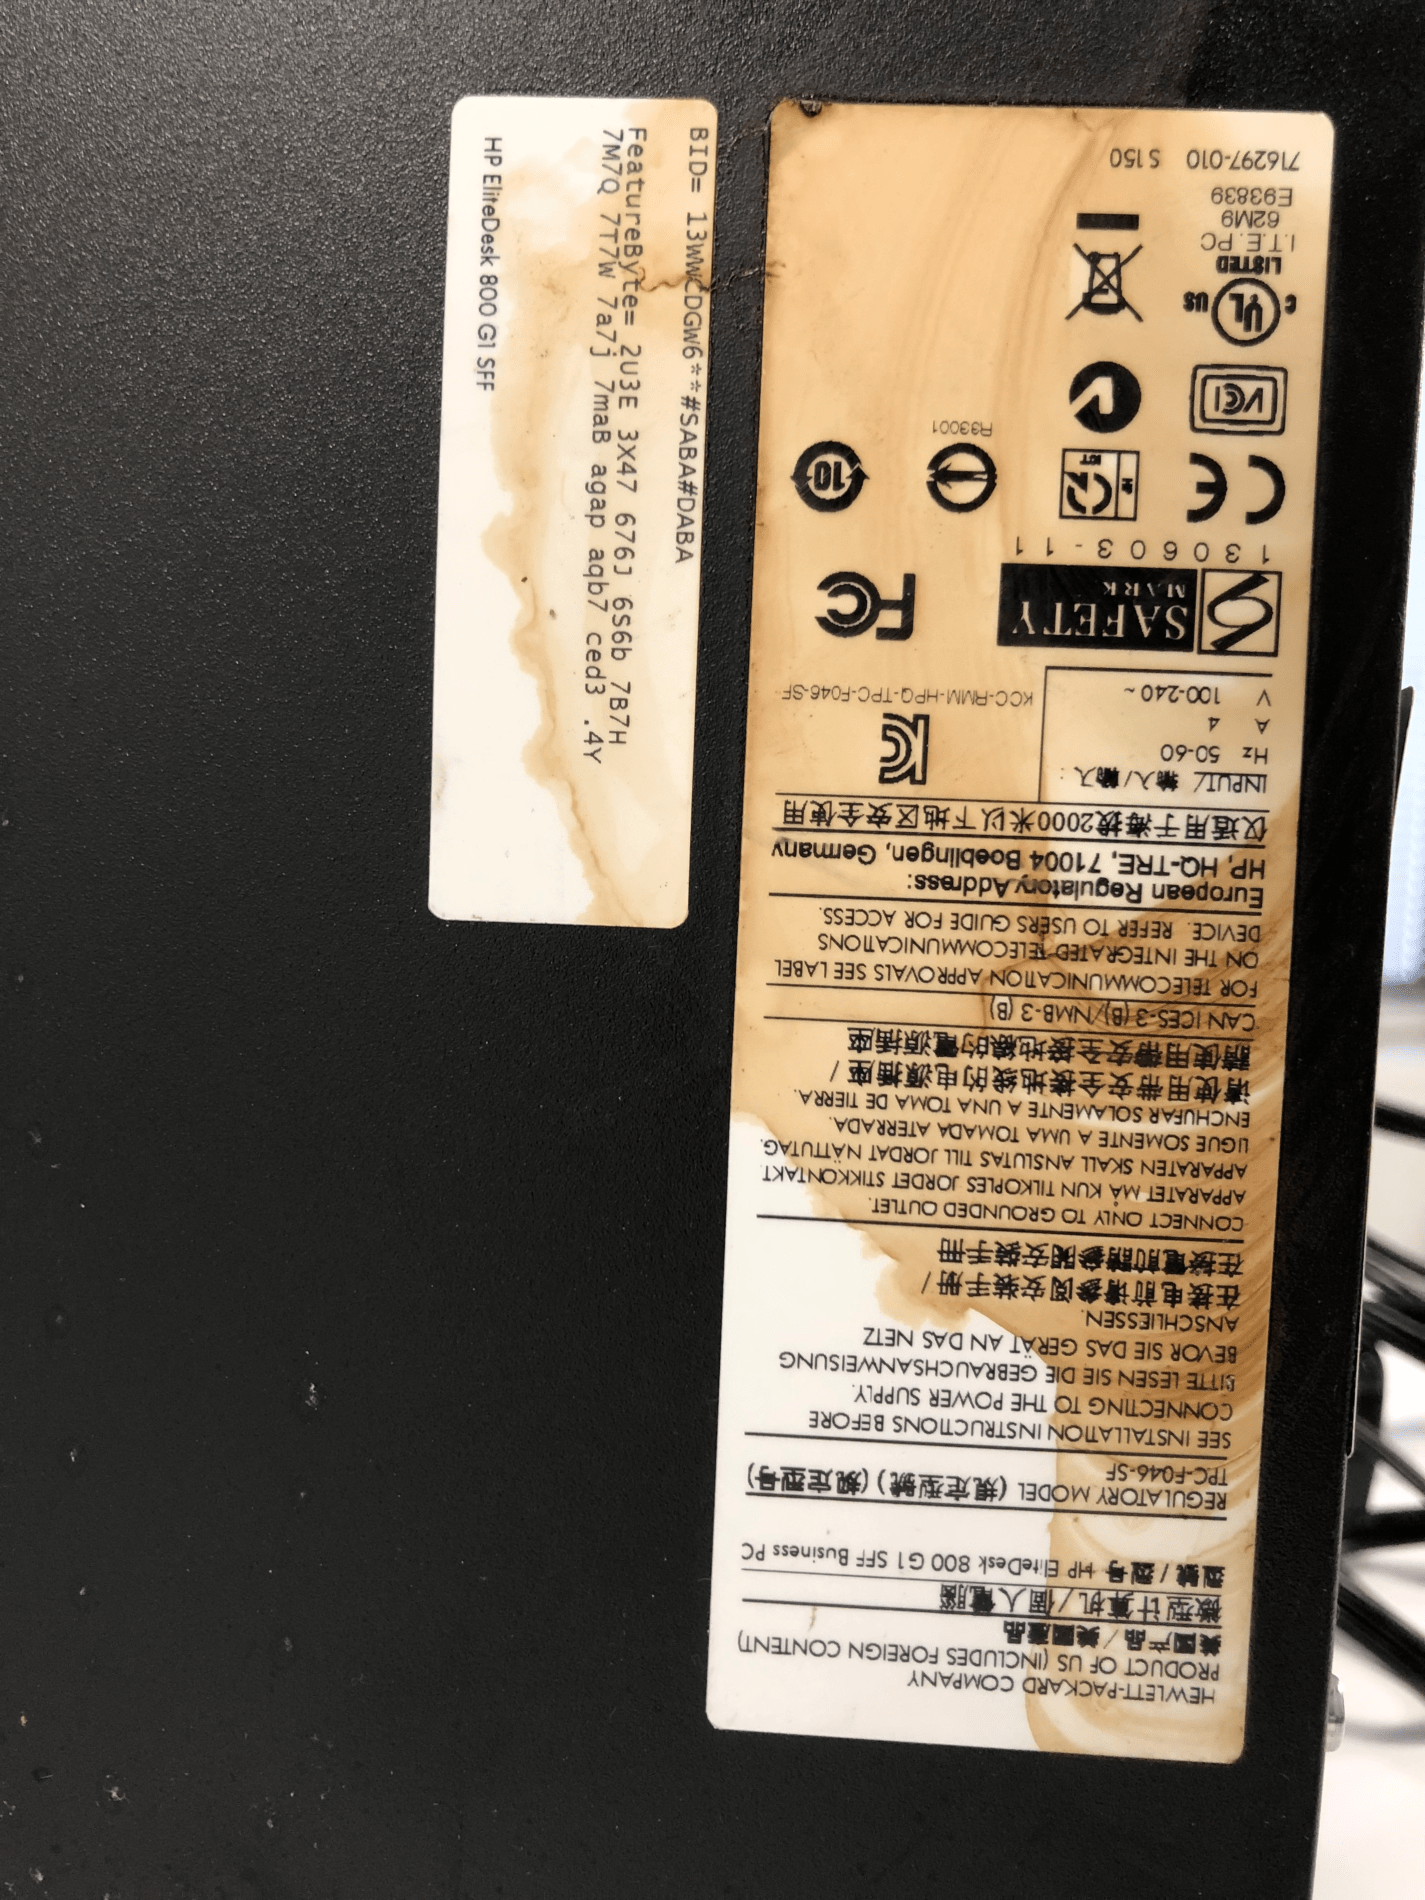 BID= 13WWCDGW6**#SABA#DABA
FeatureByte= 2U3E 3X47 676J 6S6b 7B7H
7M7Q 7T7W 7a7j 7maB agap aqb7 ced3 .4Y
HP EliteDesk 800 G1 SFF
HEWLETT-PACKARD COMPANY
PRODUCT OF US (INCLUDES FOREIGN CONTENT)
美国产品 / 美國產品
微型计算机/個人電腦
型號 / 型号 HP EliteDesk 800 G1 SFF Business PC
REGULATORY MODEL (規定型號) (规定型号)
TPC-F046-SF
SEE INSTALLATION INSTRUCTIONS BEFORE
CONNECTING TO THE POWER SUPPLY.
BITTE LESEN SIE DIE GEBRAUCHSANWEISUNG
BEVOR SIE DAS GERÄT AN DAS NETZ
ANSCHLIESSEN.
在接电前请参阅安装手册 /
在接電前請參閱安裝手冊
CONNECT ONLY TO GROUNDED OUTLET.
APPARATET MÅ KUN TILKOPLES JORDET STIKKONTAKT.
APPARATEN SKALL ANSLUTAS TILL JORDAT NÄTTUTAG.
LIGUE SOMENTE A UMA TOMADA ATERRADA.
ENCHUFAR SOLAMENTE A UNA TOMA DE TIERRA.
请使用带安全接地线的电源插座 /
請使用帶安全接地線的電源插座
CAN ICES-3 (B)/NMB-3 (B)
FOR TELECOMMUNICATION APPROVALS SEE LABEL
ON THE INTEGRATED TELECOMMUNICATIONS
DEVICE. REFER TO USERS GUIDE FOR ACCESS.
European Regulatory Address:
HP, HQ-TRE, 71004 Boeblingen, Germany
仅适用于海拔2000米以下地区安全使用
INPUT/ 输入/輸入:
Hz 50-60
A 4
V 100-240~
KCC-RMM-HPQ-TPC-F046-SF
SAFETY
MARK
FC
130603-11
CE
HP
KIT
10
R33001
VCI
C UL US
LISTED
I.T.E. PC
62M9
E93839
716297-010 S 150